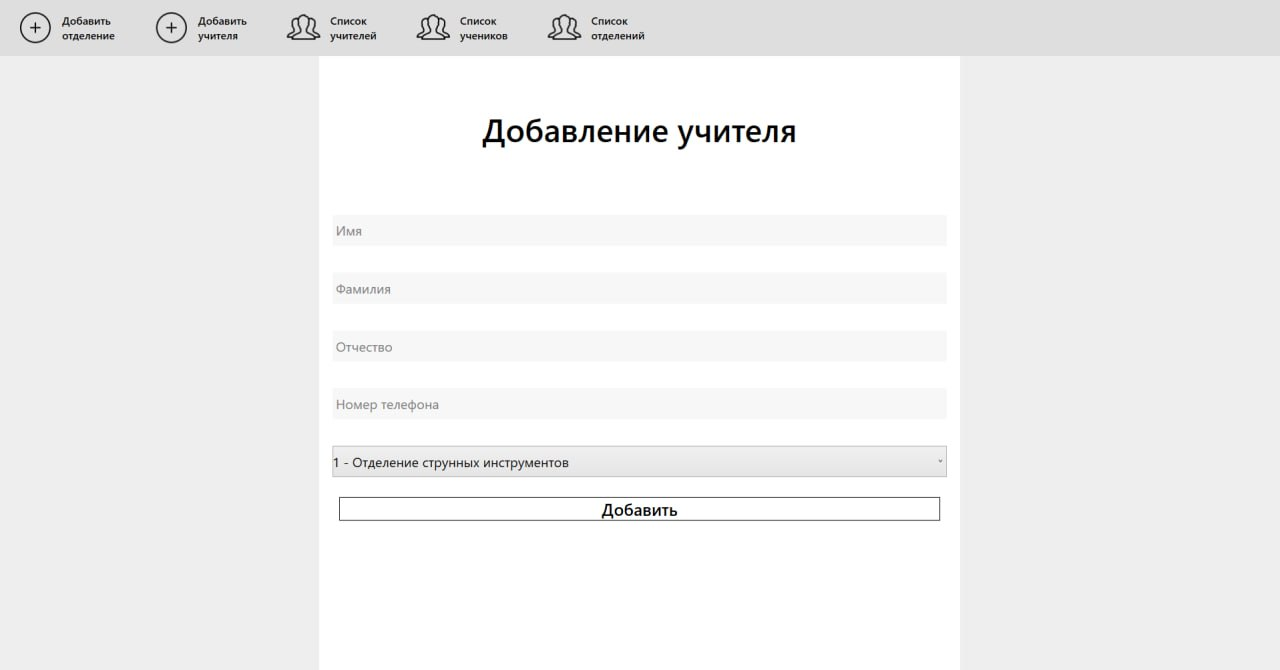 Добавить
отделение
Добавить
учителя
Список
учителей
Список
учеников
Список
отделений
Добавление учителя
Имя
Фамилия
Отчество
Номер телефона
1 - Отделение струнных инструментов
Добавить